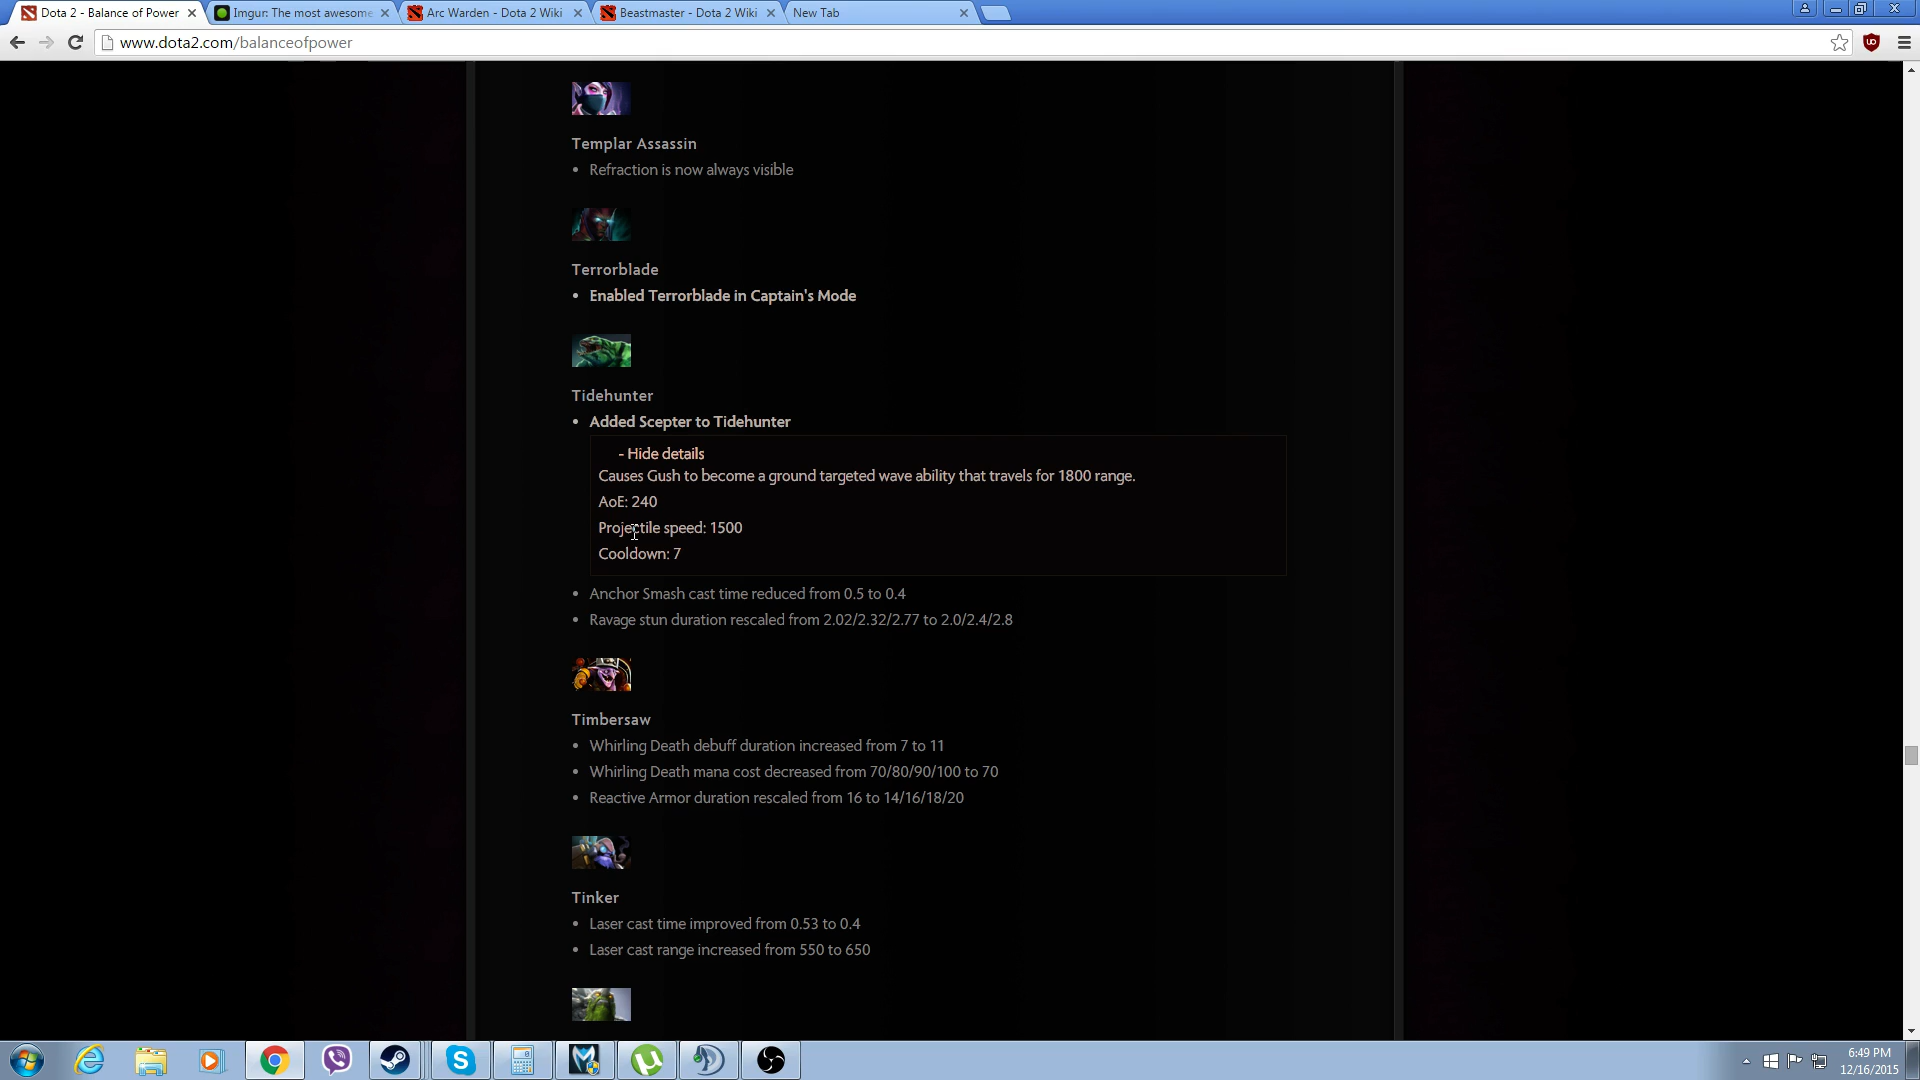 Dota 2 - Balance of Power
Imgur: The most awesome
Arc Warden - Dota 2 Wiki
Beastmaster - Dota 2 Wiki
New Tab
www.dota2.com/balanceofpower
Templar Assassin
• Refraction is now always visible
Terrorblade
• Enabled Terrorblade in Captain's Mode
Tidehunter
• Added Scepter to Tidehunter
- Hide details
Causes Gush to become a ground targeted wave ability that travels for 1800 range.
AoE: 240
Projectile speed: 1500
Cooldown: 7
• Anchor Smash cast time reduced from 0.5 to 0.4
• Ravage stun duration rescaled from 2.02/2.32/2.77 to 2.0/2.4/2.8
Timbersaw
• Whirling Death debuff duration increased from 7 to 11
• Whirling Death mana cost decreased from 70/80/90/100 to 70
• Reactive Armor duration rescaled from 16 to 14/16/18/20
Tinker
• Laser cast time improved from 0.53 to 0.4
• Laser cast range increased from 550 to 650
6:49 PM
12/16/2015